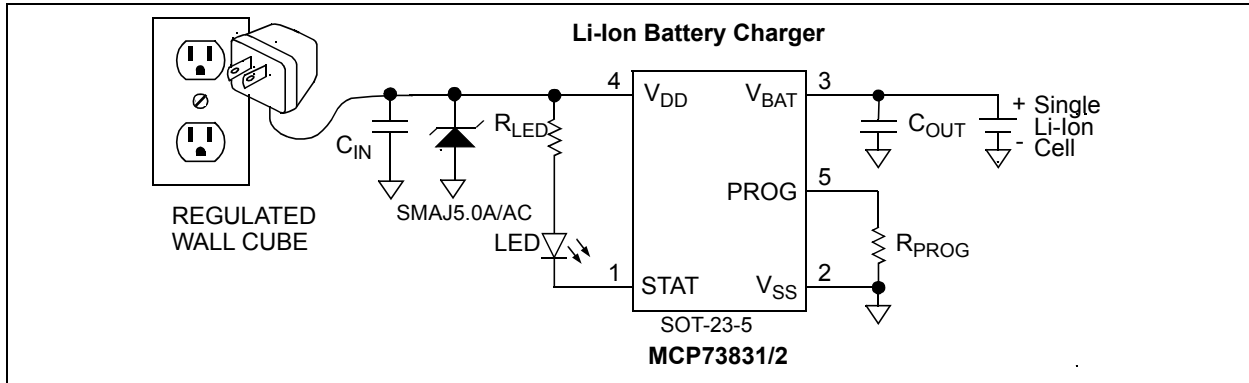 Li-Ion Battery Charger
REGULATED
WALL CUBE
C_IN
SMAJ5.0A/AC
R_LED
LED
4
V_DD
1
STAT
V_BAT
3
PROG
5
V_SS
2
SOT-23-5
MCP73831/2
C_OUT
+ Single
Li-Ion
- Cell
R_PROG